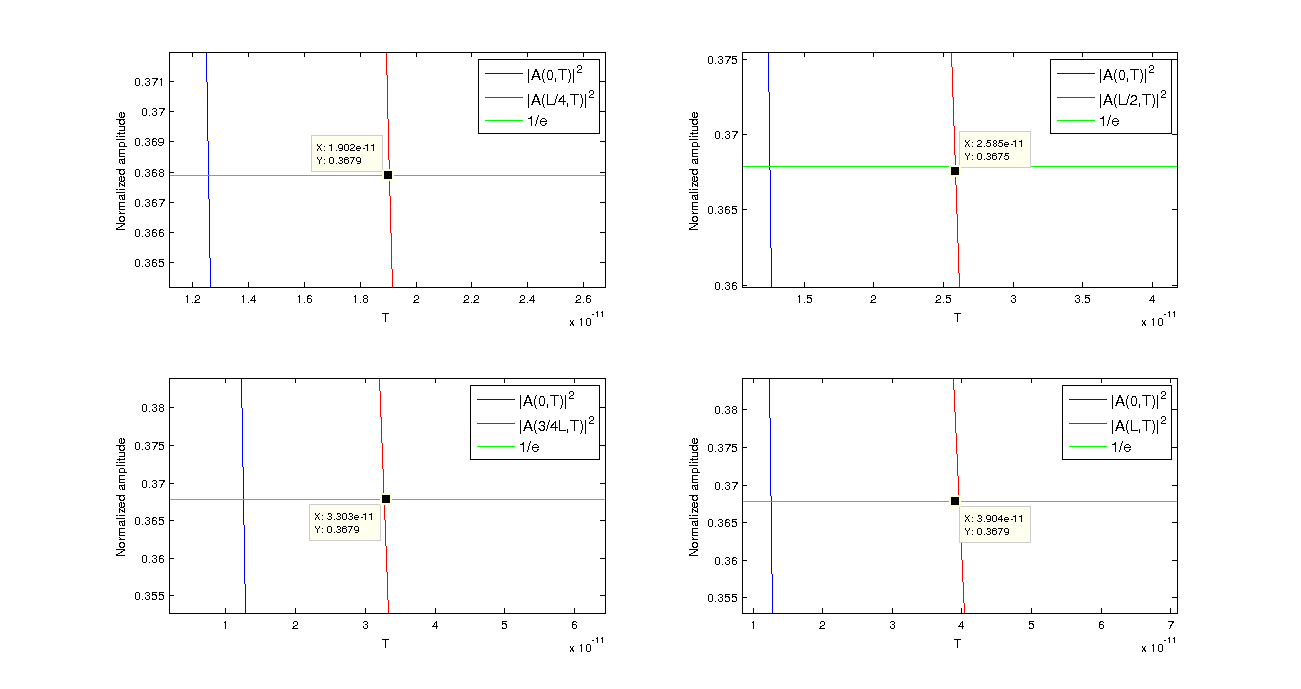 |A(0,T)|²
|A(L/4,T)|²
1/e
X: 1.902e-11
Y: 0.3679
0.371
0.37
0.369
0.368
0.367
0.366
0.365
Normalized amplitude
1.2 1.4 1.6 1.8 2 2.2 2.4 2.6
T
x 10⁻¹¹
|A(0,T)|²
|A(L/2,T)|²
1/e
X: 2.585e-11
Y: 0.3675
0.375
0.37
0.365
0.36
Normalized amplitude
1.5 2 2.5 3 3.5 4
T
x 10⁻¹¹
|A(0,T)|²
|A(3/4L,T)|²
1/e
X: 3.303e-11
Y: 0.3679
0.38
0.375
0.37
0.365
0.36
0.355
Normalized amplitude
1 2 3 4 5 6
T
x 10⁻¹¹
|A(0,T)|²
|A(L,T)|²
1/e
X: 3.904e-11
Y: 0.3679
0.38
0.375
0.37
0.365
0.36
0.355
Normalized amplitude
1 2 3 4 5 6 7
T
x 10⁻¹¹